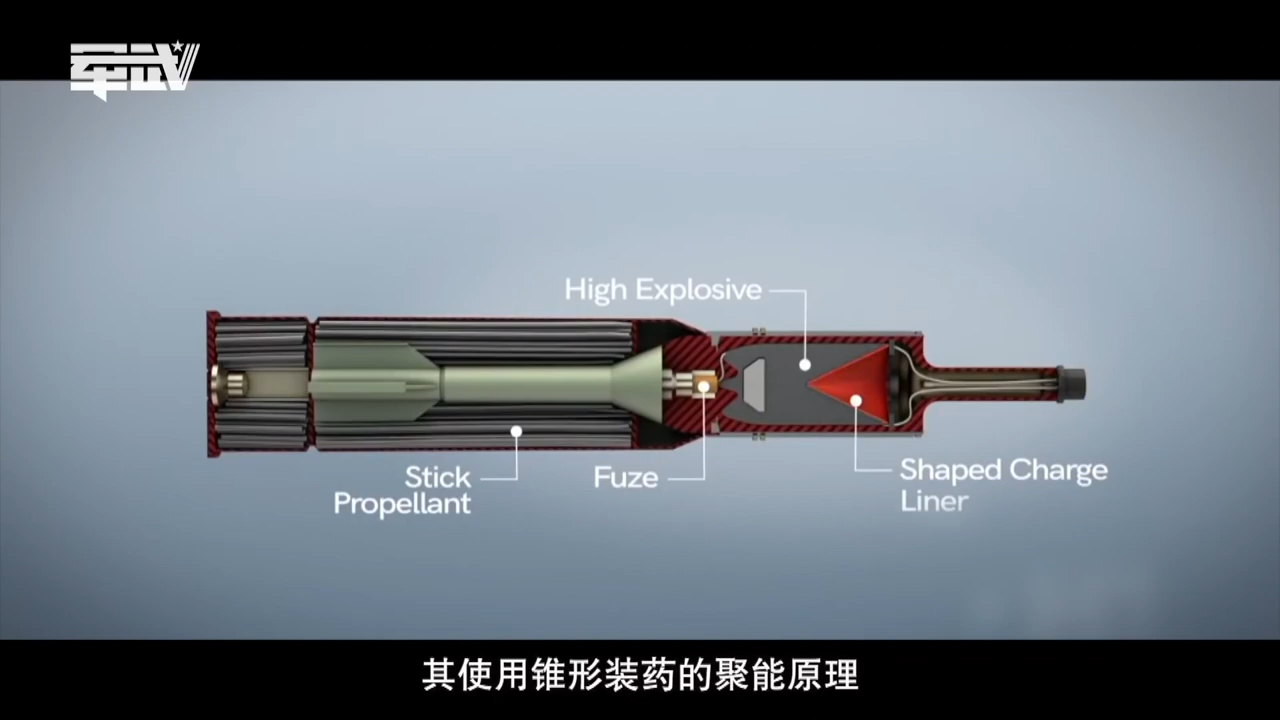 军武
High Explosive
Stick
Propellant
Fuze
Shaped Charge
Liner
其使用锥形装药的聚能原理